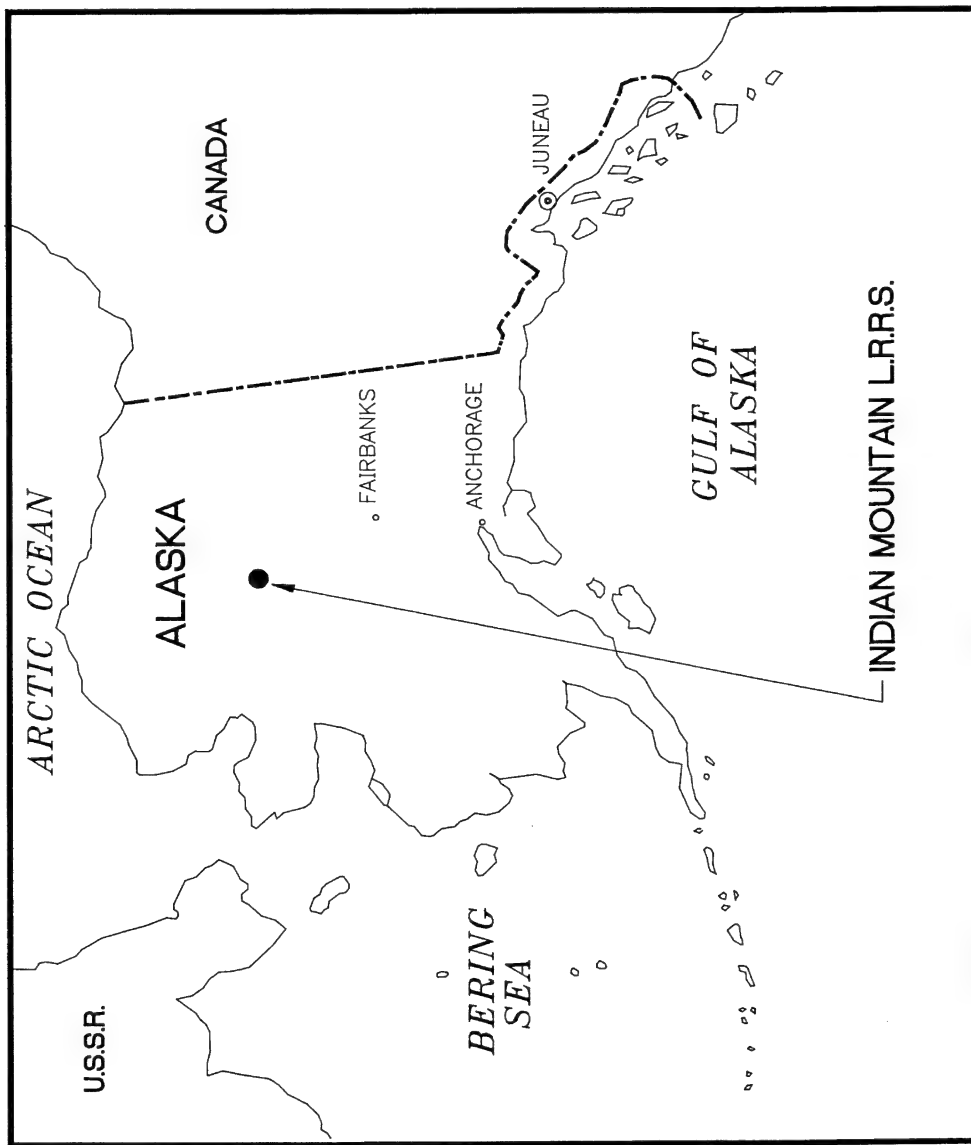 ARCTIC OCEAN
U.S.S.R.
ALASKA
CANADA
FAIRBANKS
ANCHORAGE
JUNEAU
BERING
SEA
GULF OF
ALASKA
INDIAN MOUNTAIN L.R.R.S.